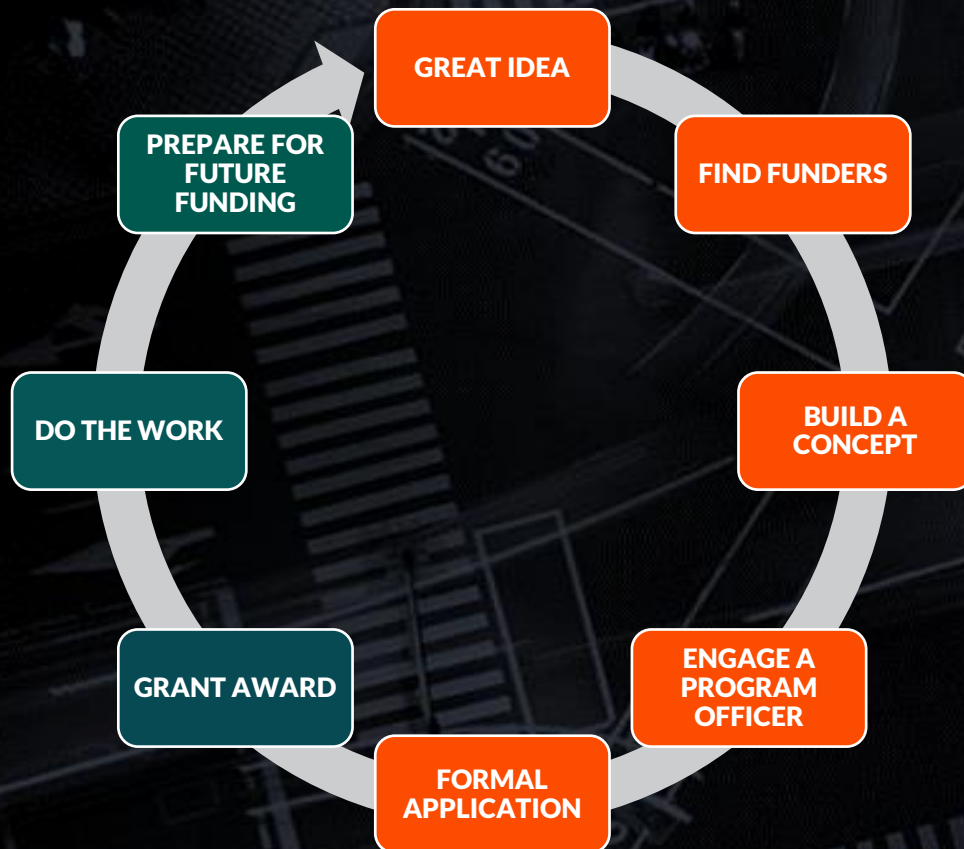 GREAT IDEA
FIND FUNDERS
BUILD A
CONCEPT
ENGAGE A
PROGRAM
OFFICER
FORMAL
APPLICATION
GRANT AWARD
DO THE WORK
PREPARE FOR
FUTURE
FUNDING